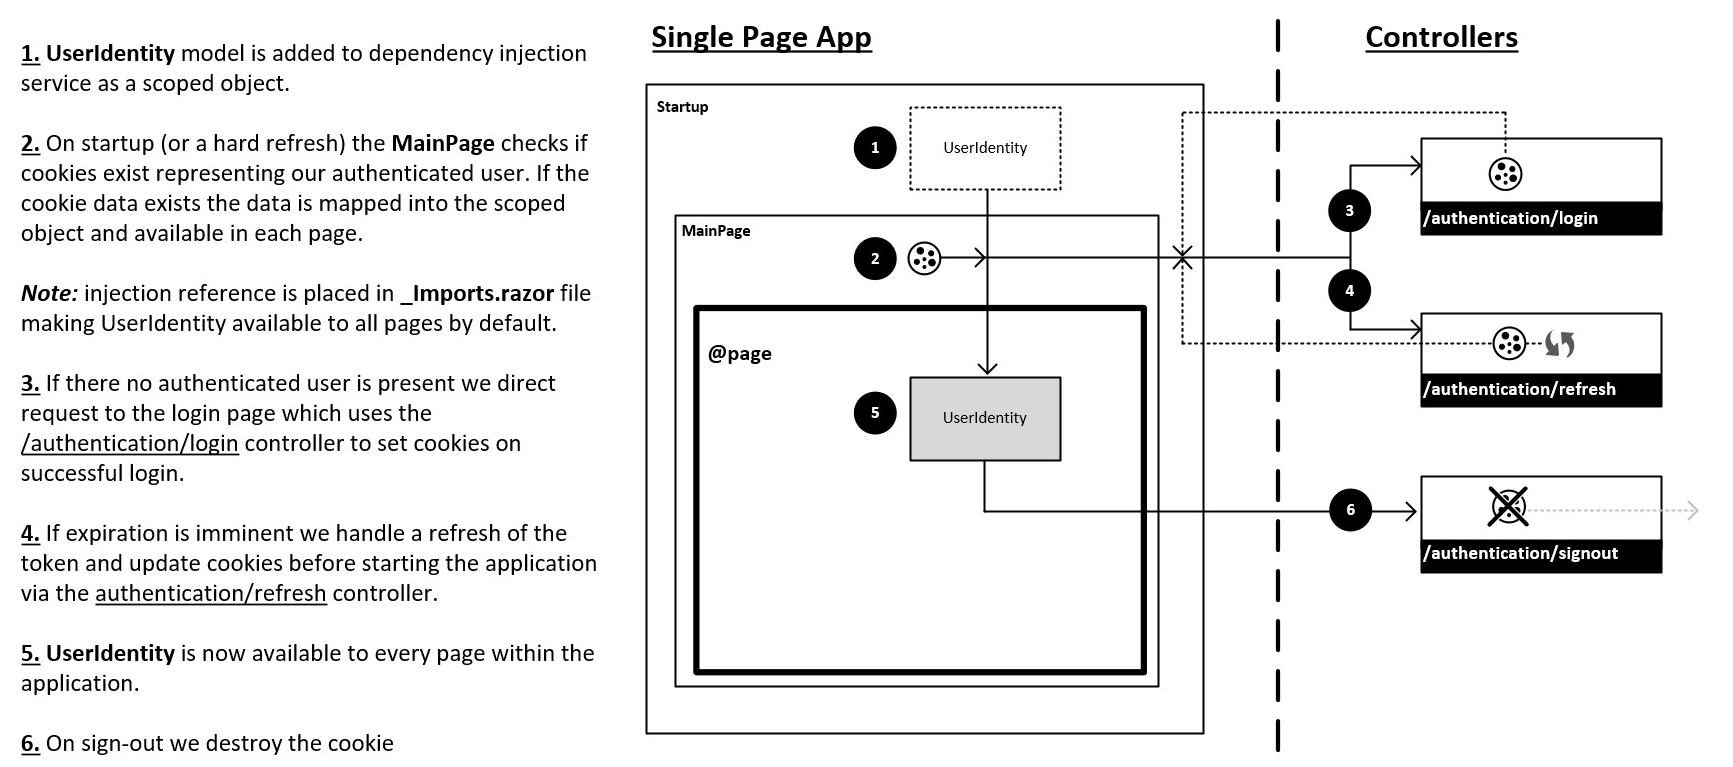 1. UserIdentity model is added to dependency injection
service as a scoped object.
2. On startup (or a hard refresh) the MainPage checks if
cookies exist representing our authenticated user. If the
cookie data exists the data is mapped into the scoped
object and available in each page.
Note: injection reference is placed in _Imports.razor file
making UserIdentity available to all pages by default.
3. If there no authenticated user is present we direct
request to the login page which uses the
/authentication/login controller to set cookies on
successful login.
4. If expiration is imminent we handle a refresh of the
token and update cookies before starting the application
via the authentication/refresh controller.
5. UserIdentity is now available to every page within the
application.
6. On sign-out we destroy the cookie
Single Page App
Startup
1
UserIdentity
MainPage
2
@page
5
UserIdentity
Controllers
3
/authentication/login
4
/authentication/refresh
6
/authentication/signout